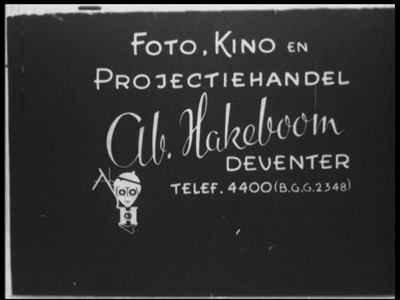 FOTO, KINO EN
PROJECTIEHANDEL
Ab. Hakeboom
DEVENTER
TELEF. 4400 (B.G.G. 2348)